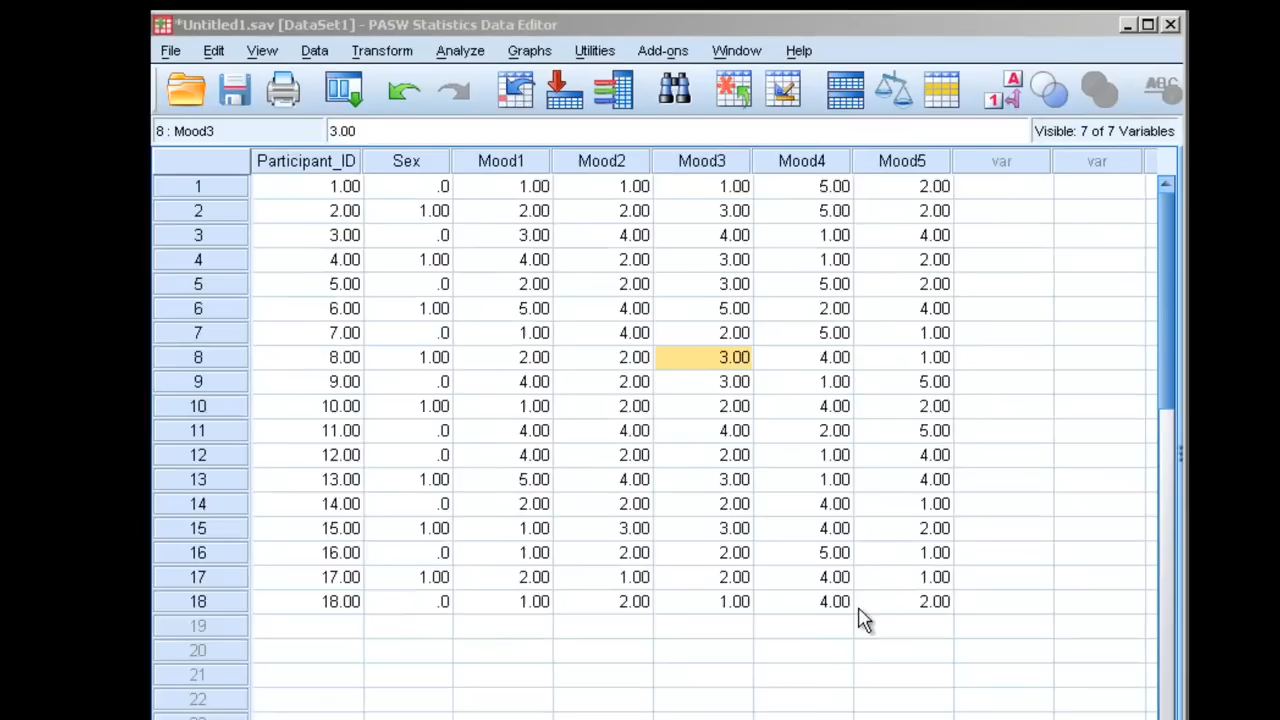 *Untitled1.sav [DataSet1] - PASW Statistics Data Editor
File Edit View Data Transform Analyze Graphs Utilities Add-ons Window Help
A 1 ABC
8 : Mood3 3.00 Visible: 7 of 7 Variables
Participant_ID Sex Mood1 Mood2 Mood3 Mood4 Mood5 var var
1 1.00 .0 1.00 1.00 1.00 5.00 2.00
2 2.00 1.00 2.00 2.00 3.00 5.00 2.00
3 3.00 .0 3.00 4.00 4.00 1.00 4.00
4 4.00 1.00 4.00 2.00 3.00 1.00 2.00
5 5.00 .0 2.00 2.00 3.00 5.00 2.00
6 6.00 1.00 5.00 4.00 5.00 2.00 4.00
7 7.00 .0 1.00 4.00 2.00 5.00 1.00
8 8.00 1.00 2.00 2.00 3.00 4.00 1.00
9 9.00 .0 4.00 2.00 3.00 1.00 5.00
10 10.00 1.00 1.00 2.00 2.00 4.00 2.00
11 11.00 .0 4.00 4.00 4.00 2.00 5.00
12 12.00 .0 4.00 2.00 2.00 1.00 4.00
13 13.00 1.00 5.00 4.00 3.00 1.00 4.00
14 14.00 .0 2.00 2.00 2.00 4.00 1.00
15 15.00 1.00 1.00 3.00 3.00 4.00 2.00
16 16.00 .0 1.00 2.00 2.00 5.00 1.00
17 17.00 1.00 2.00 1.00 2.00 4.00 1.00
18 18.00 .0 1.00 2.00 1.00 4.00 2.00
19
20
21
22